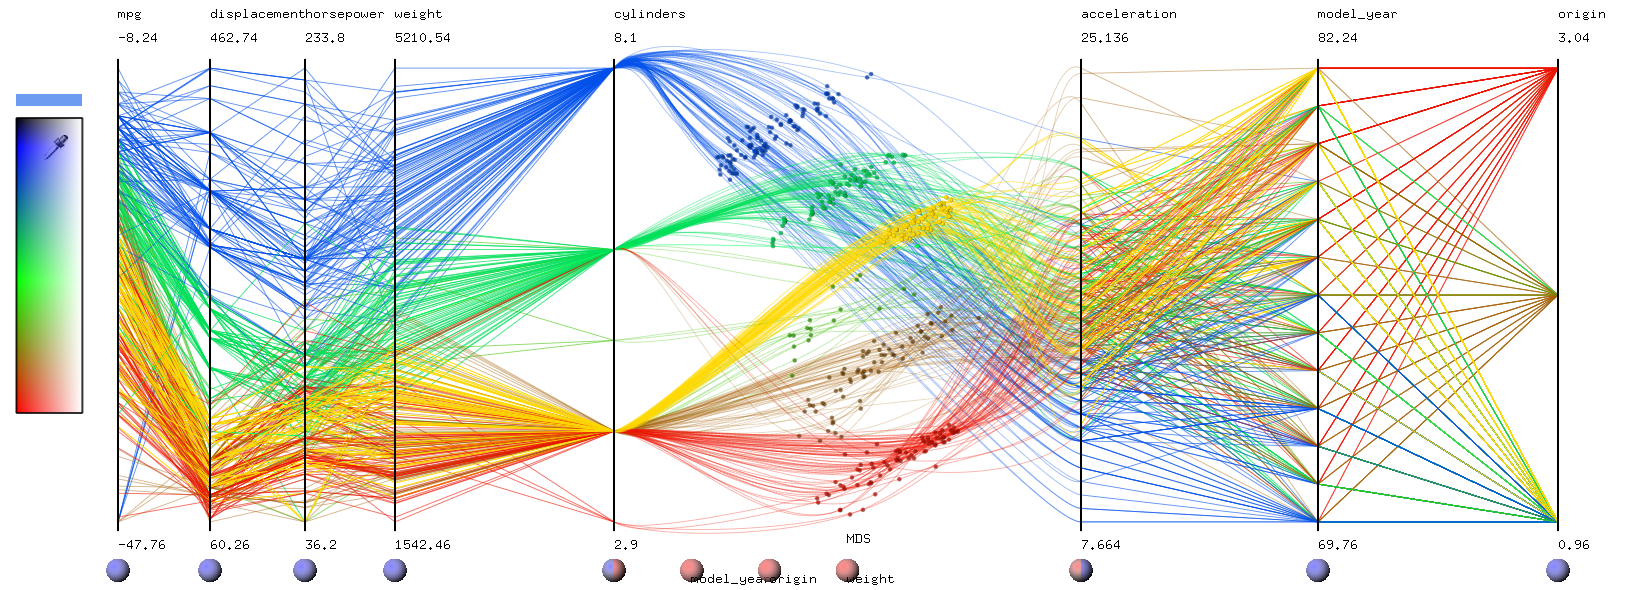 mpg displacementhorsepower weight cylinders acceleration model_year origin
-8.24 462.74 233.8 5210.54 8.1 25.136 82.24 3.04
-47.76 60.26 36.2 1542.46 2.9 MDS 7.664 69.76 0.96
model_yearorigin weight